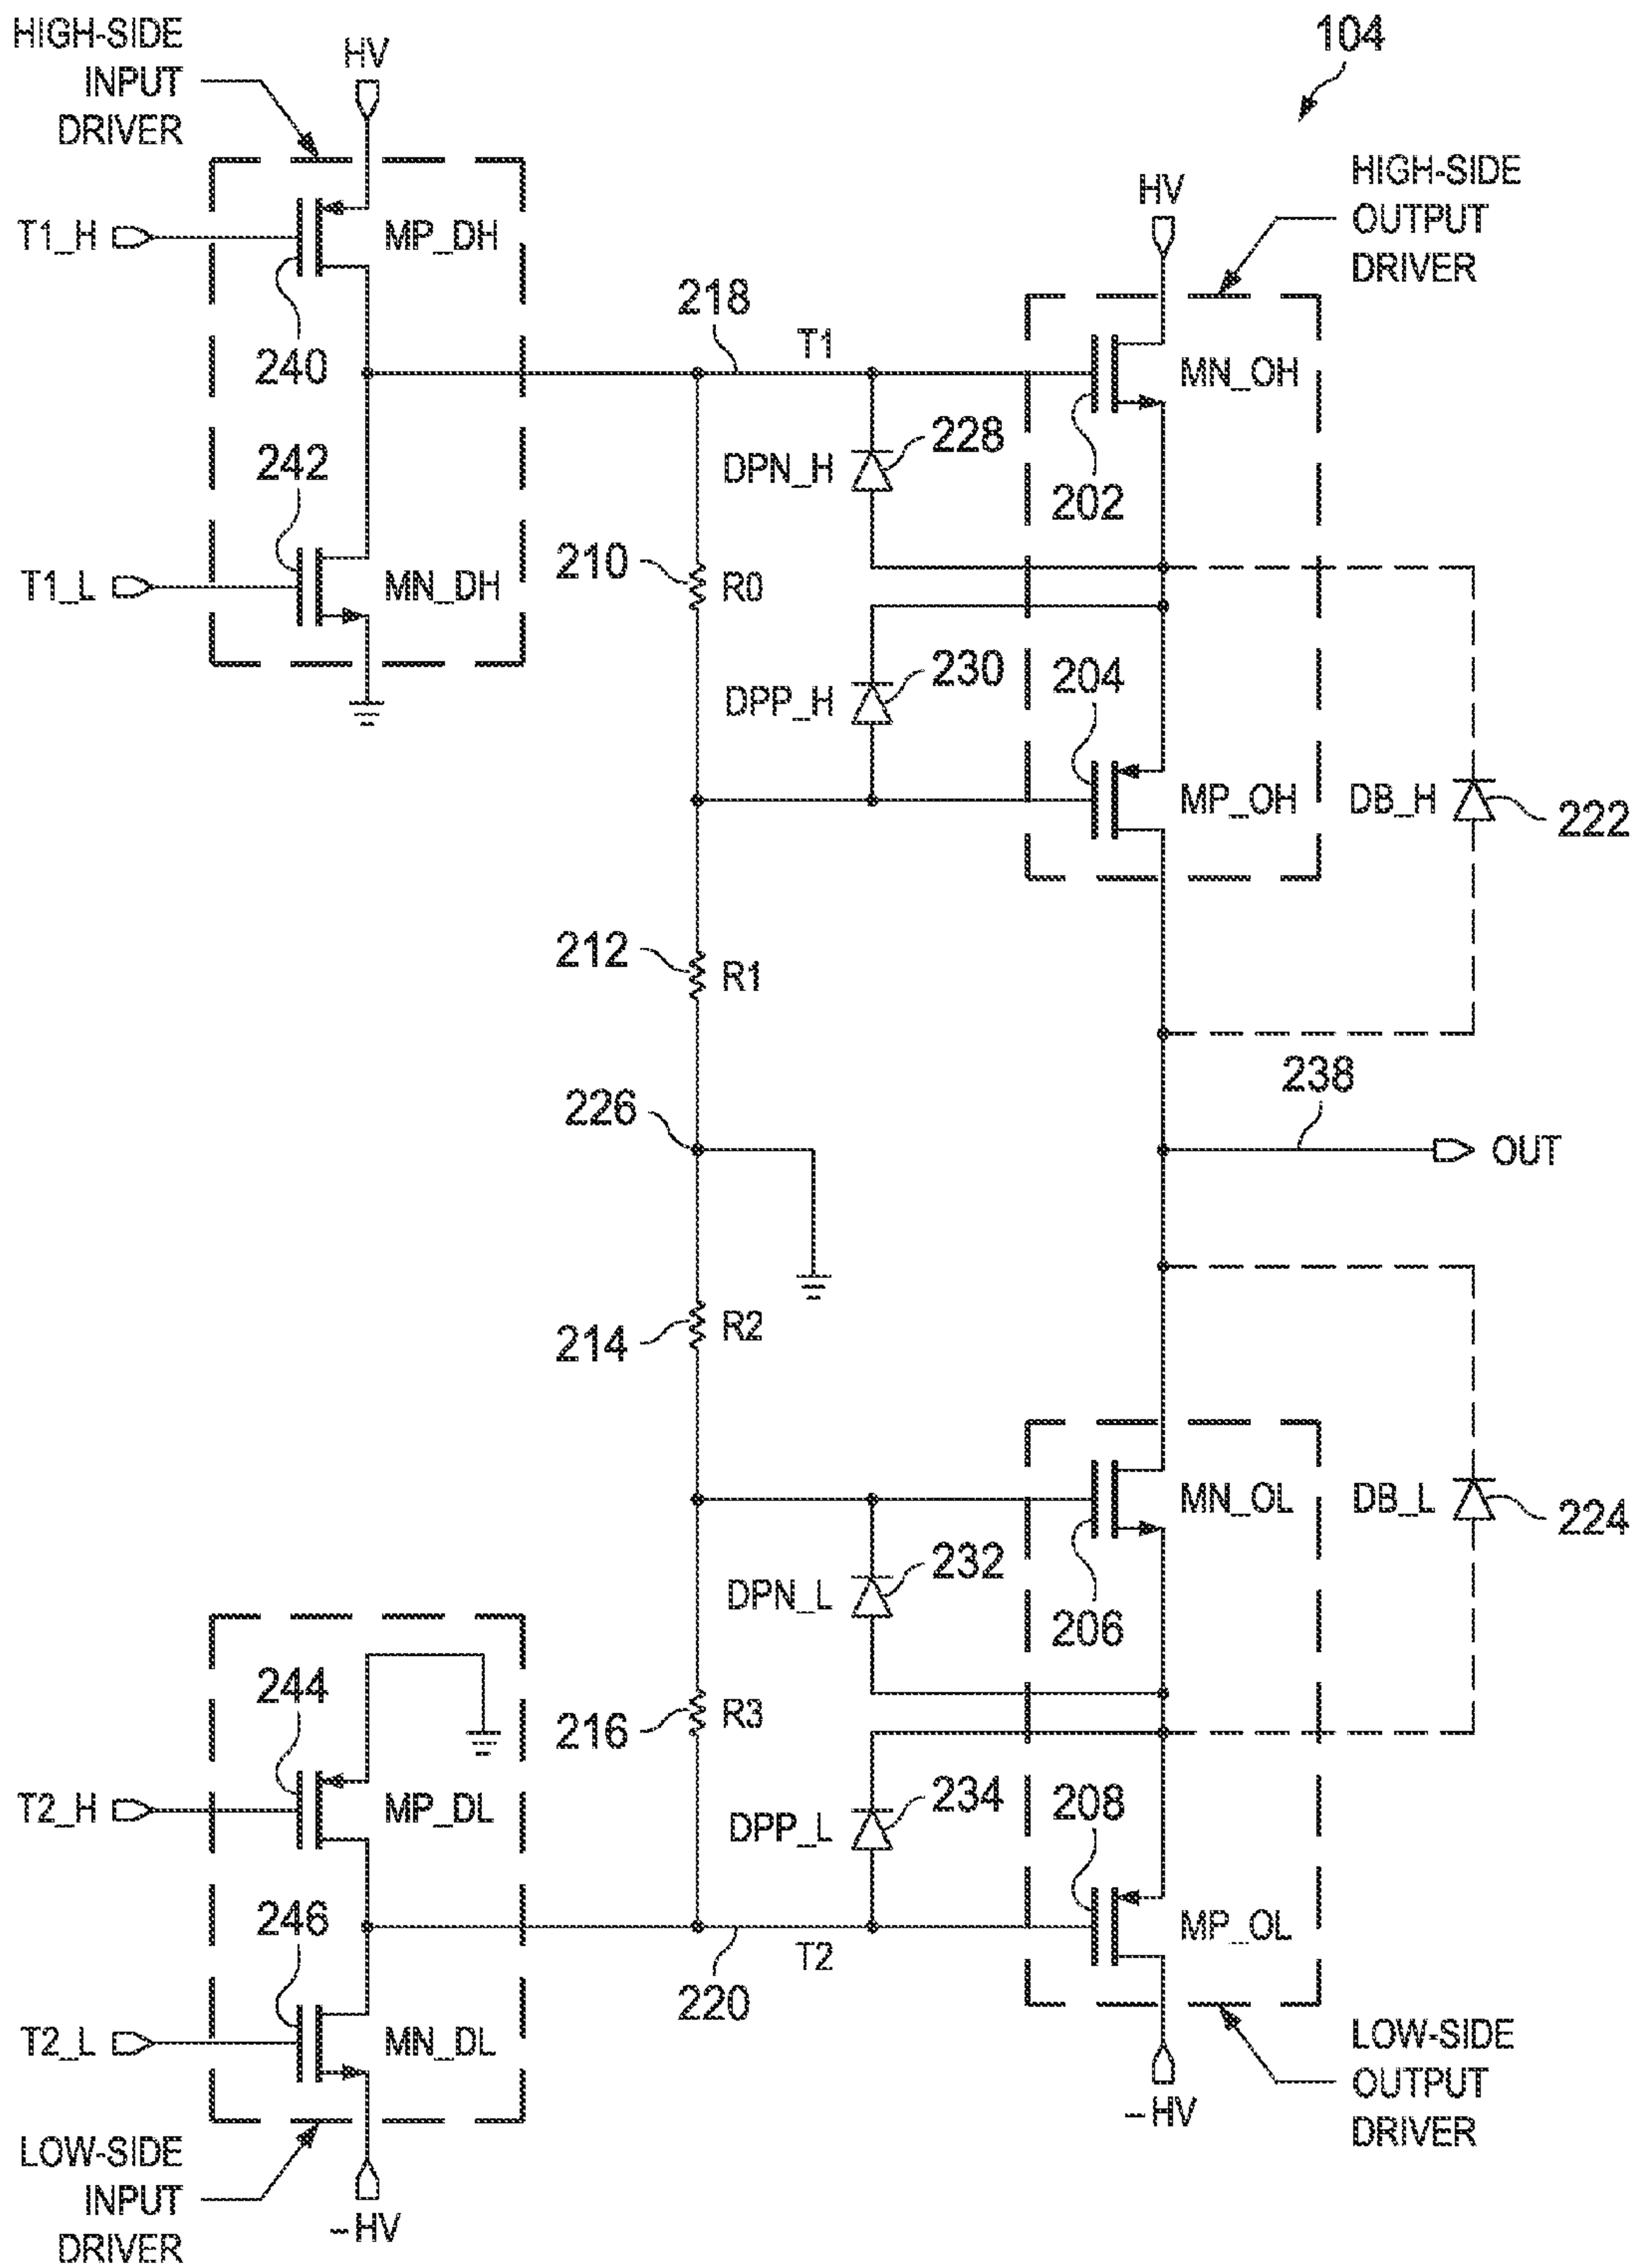 104
HIGH-SIDE
INPUT
DRIVER
HV
HV
HIGH-SIDE
OUTPUT
DRIVER
T1_H
MP_DH
240
218
T1
MN_OH
202
242
DPN_H
228
T1_L
MN_DH
210
R0
DPP_H
230
204
MP_OH
DB_H
222
212
R1
226
238
OUT
214
R2
MN_OL
DB_L
224
DPN_L
232
206
244
216
R3
T2_H
MP_DL
DPP_L
234
208
246
MP_OL
T2
220
T2_L
MN_DL
LOW-SIDE
OUTPUT
DRIVER
-HV
LOW-SIDE
INPUT
DRIVER
-HV